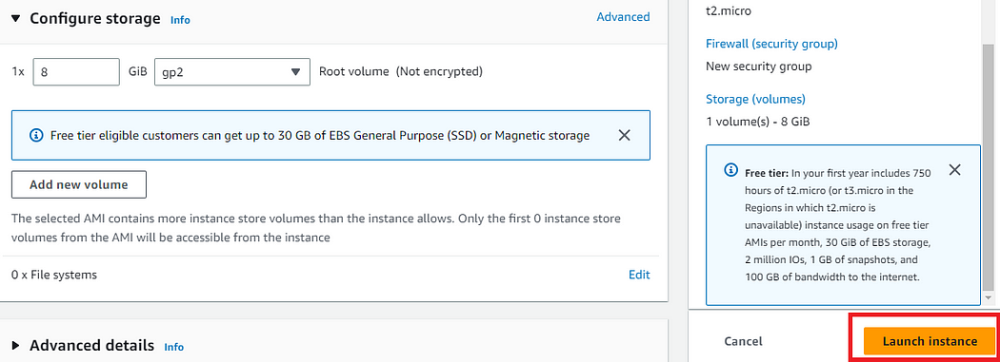 Configure storage Info
Advanced
1x 8 GiB gp2 Root volume (Not encrypted)
Free tier eligible customers can get up to 30 GB of EBS General Purpose (SSD) or Magnetic storage
Add new volume
The selected AMI contains more instance store volumes than the instance allows. Only the first 0 instance store
volumes from the AMI will be accessible from the instance
0 x File systems
Edit
Advanced details Info
t2.micro
Firewall (security group)
New security group
Storage (volumes)
1 volume(s) - 8 GiB
Free tier: In your first year includes 750
hours of t2.micro (or t3.micro in the
Regions in which t2.micro is
unavailable) instance usage on free tier
AMIs per month, 30 GiB of EBS storage,
2 million IOs, 1 GB of snapshots, and
100 GB of bandwidth to the internet.
Cancel
Launch instance